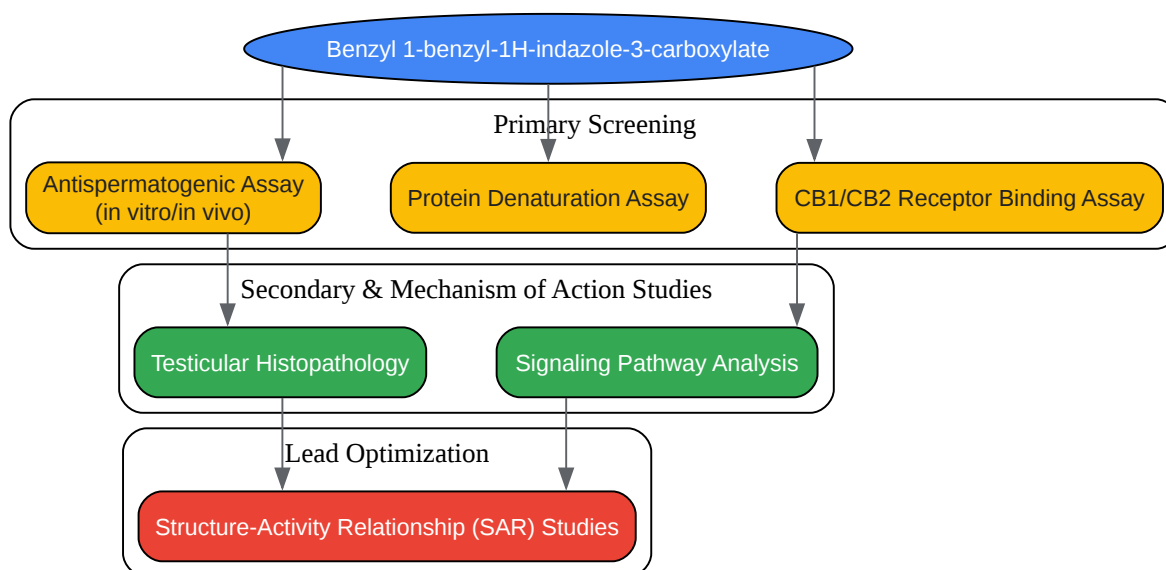 Benzyl 1-benzyl-1H-indazole-3-carboxylate
Primary Screening
Antispermatogenic Assay
(in vitro/in vivo)
Protein Denaturation Assay
CB1/CB2 Receptor Binding Assay
Secondary & Mechanism of Action Studies
Testicular Histopathology
Signaling Pathway Analysis
Lead Optimization
Structure-Activity Relationship (SAR) Studies